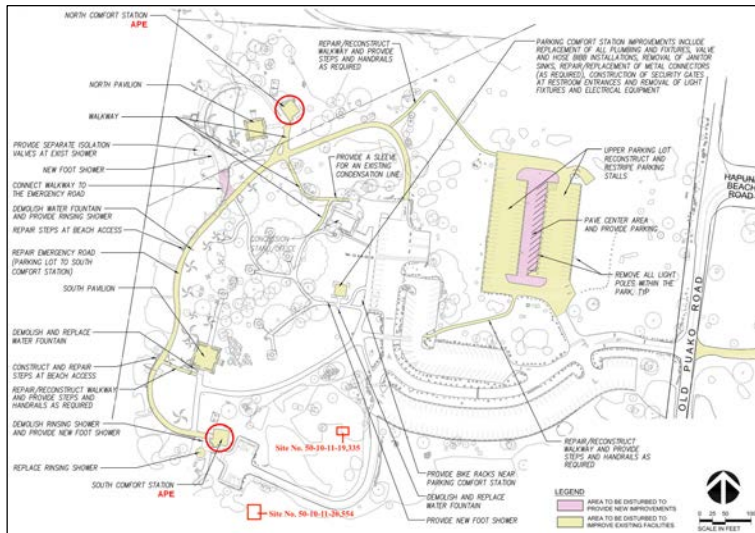 NORTH COMFORT STATION
APE
NORTH PAVILION
WALKWAY
PROVIDE SEPARATE ISOLATION
VALVES AT EXIST SHOWER
NEW FOOT SHOWER
CONNECT WALKWAY TO
THE EMERGENCY ROAD
DEMOLISH WATER FOUNTAIN
AND PROVIDE RINSING SHOWER
REPAIR STEPS AT BEACH ACCESS
REPAIR EMERGENCY ROAD
(PARKING LOT TO SOUTH
COMFORT STATION)
SOUTH PAVILION
DEMOLISH AND REPLACE
WATER FOUNTAIN
CONSTRUCT AND REPAIR
STEPS AT BEACH ACCESS
REPAIR/RECONSTRUCT WALKWAY
AND PROVIDE STEPS AND
HANDRAILS AS REQUIRED
DEMOLISH RINSING SHOWER
AND PROVIDE NEW FOOT SHOWER
REPLACE RINSING SHOWER
SOUTH COMFORT STATION
APE
REPAIR/RECONSTRUCT
WALKWAY AND PROVIDE
STEPS AND HANDRAILS
AS REQUIRED
PARKING COMFORT STATION IMPROVEMENTS INCLUDE
REPLACEMENT OF ALL PLUMBING AND FIXTURES, VALVE
AND HOSE BIBB INSTALLATIONS, REMOVAL OF JANITOR
SINKS, REPAIR/REPLACEMENT OF METAL CONNECTORS
(AS REQUIRED), CONSTRUCTION OF SECURITY GATES
AT RESTROOM ENTRANCES AND REMOVAL OF LIGHT
FIXTURES AND ELECTRICAL EQUIPMENT
PROVIDE A SLEEVE
FOR AN EXISTING
CONDENSATION LINE
UPPER PARKING LOT
RECONSTRUCT AND
RESTRIPE PARKING
STALLS
PAVE CENTER AREA
AND PROVIDE PARKING
REMOVE ALL LIGHT
POLES WITHIN THE
PARK, TYP
HAPUNA
BEACH
ROAD
OLD PUAKO ROAD
Site No. 50-10-11-19,335
Site No. 50-10-11-20,554
REPAIR/RECONSTRUCT
WALKWAY AND PROVIDE
STEPS AND HANDRAILS AS
REQUIRED
PROVIDE BIKE RACKS NEAR
PARKING COMFORT STATION
DEMOLISH AND REPLACE
WATER FOUNTAIN
PROVIDE NEW FOOT SHOWER
LEGEND
AREA TO BE DISTURBED TO
PROVIDE NEW IMPROVEMENTS
AREA TO BE DISTURBED TO
IMPROVE EXISTING FACILITIES
0 25 50 100
SCALE IN FEET